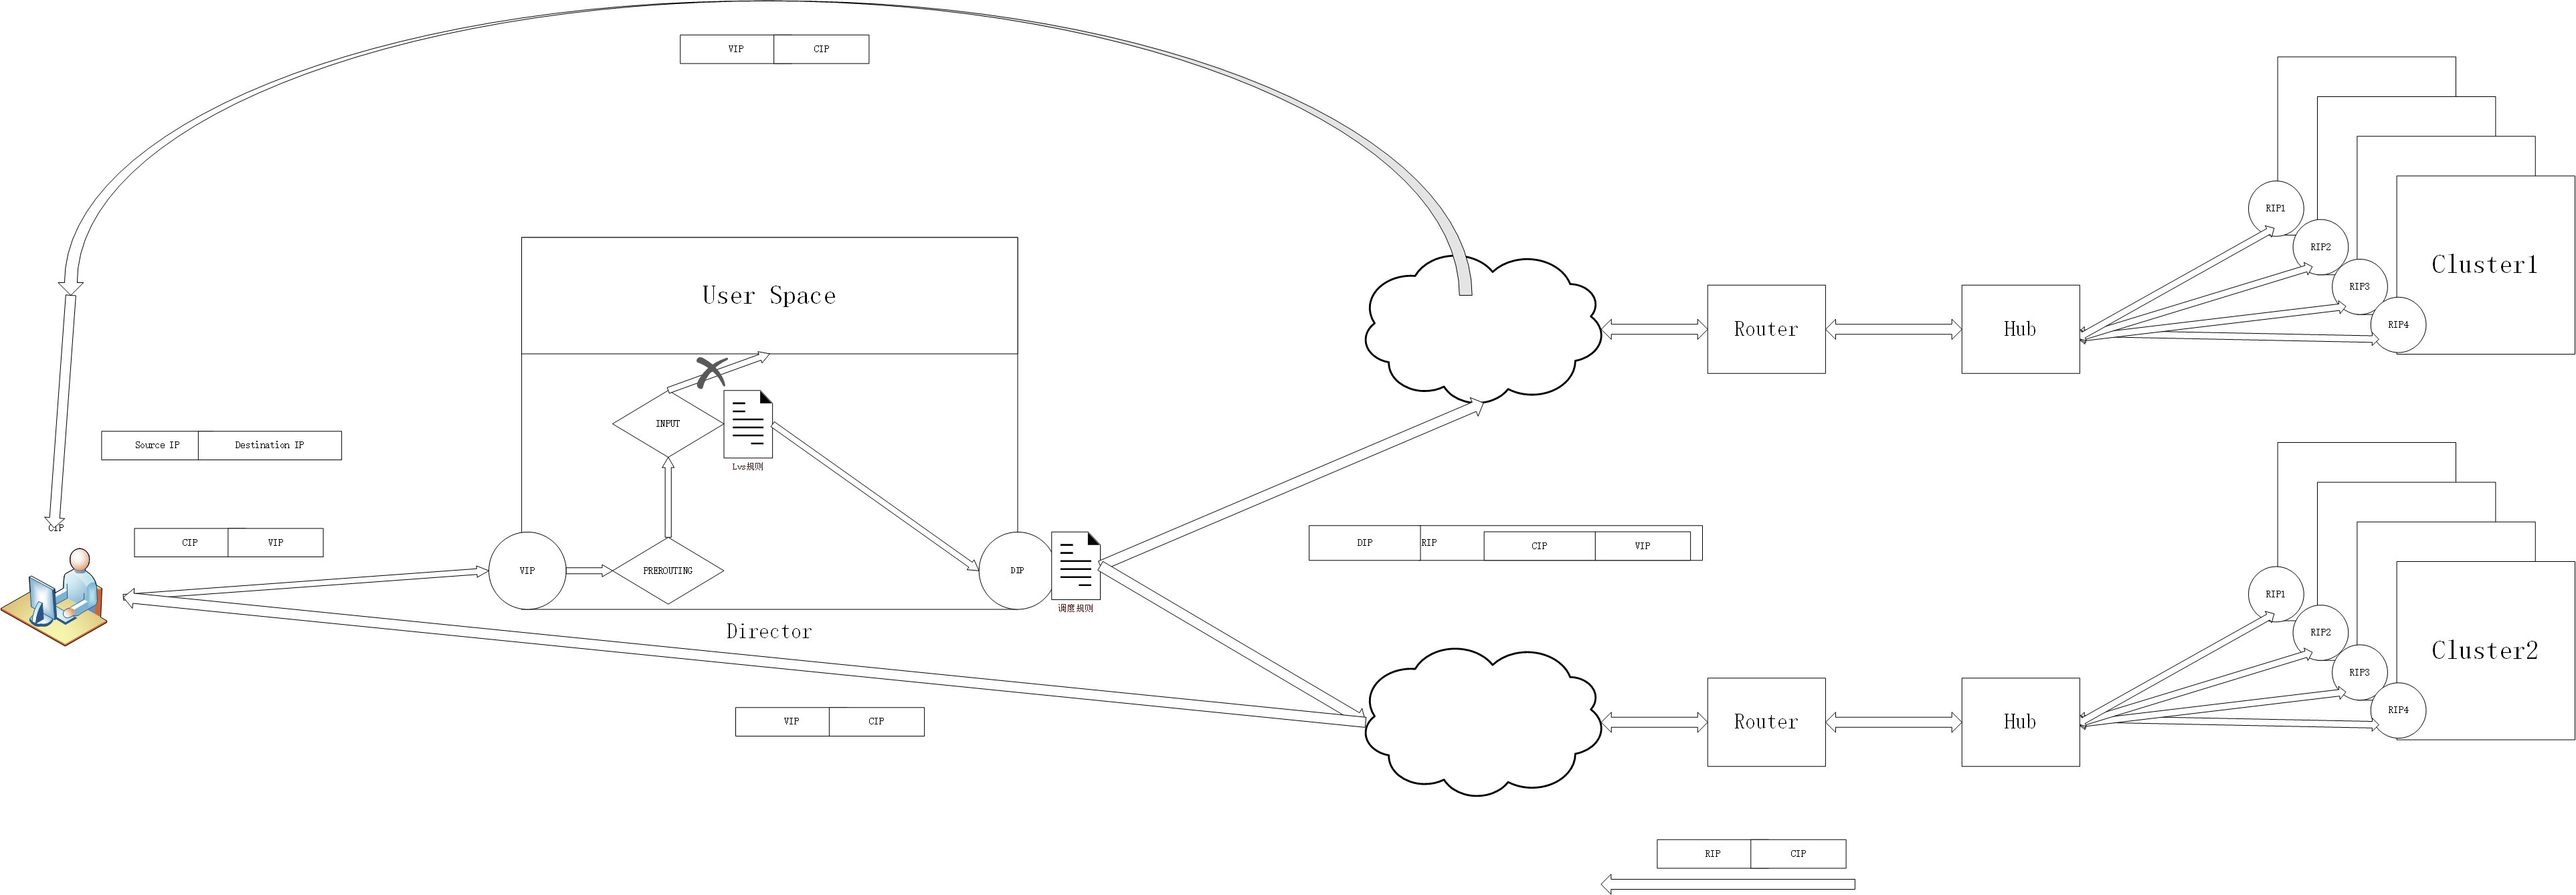 VIP CIP
RIP1
RIP2
Cluster1
RIP3
User Space
RIP4
Router
Hub
INPUT
Source IP Destination IP
Lvs规则
CIP
CIP VIP
DIP RIP CIP VIP
VIP
PREROUTING
DIP
RIP1
调度规则
Director
RIP2
Cluster2
RIP3
RIP4
VIP CIP
Router
Hub
RIP CIP